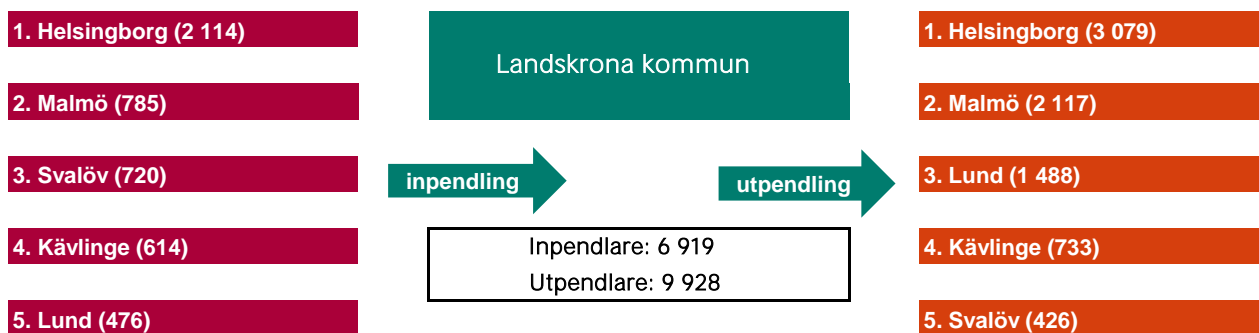 1. Helsingborg (2 114)
2. Malmö (785)
3. Svalöv (720)
4. Kävlinge (614)
5. Lund (476)
Landskrona kommun
inpendling
utpendling
Inpendlare: 6 919
Utpendlare: 9 928
1. Helsingborg (3 079)
2. Malmö (2 117)
3. Lund (1 488)
4. Kävlinge (733)
5. Svalöv (426)